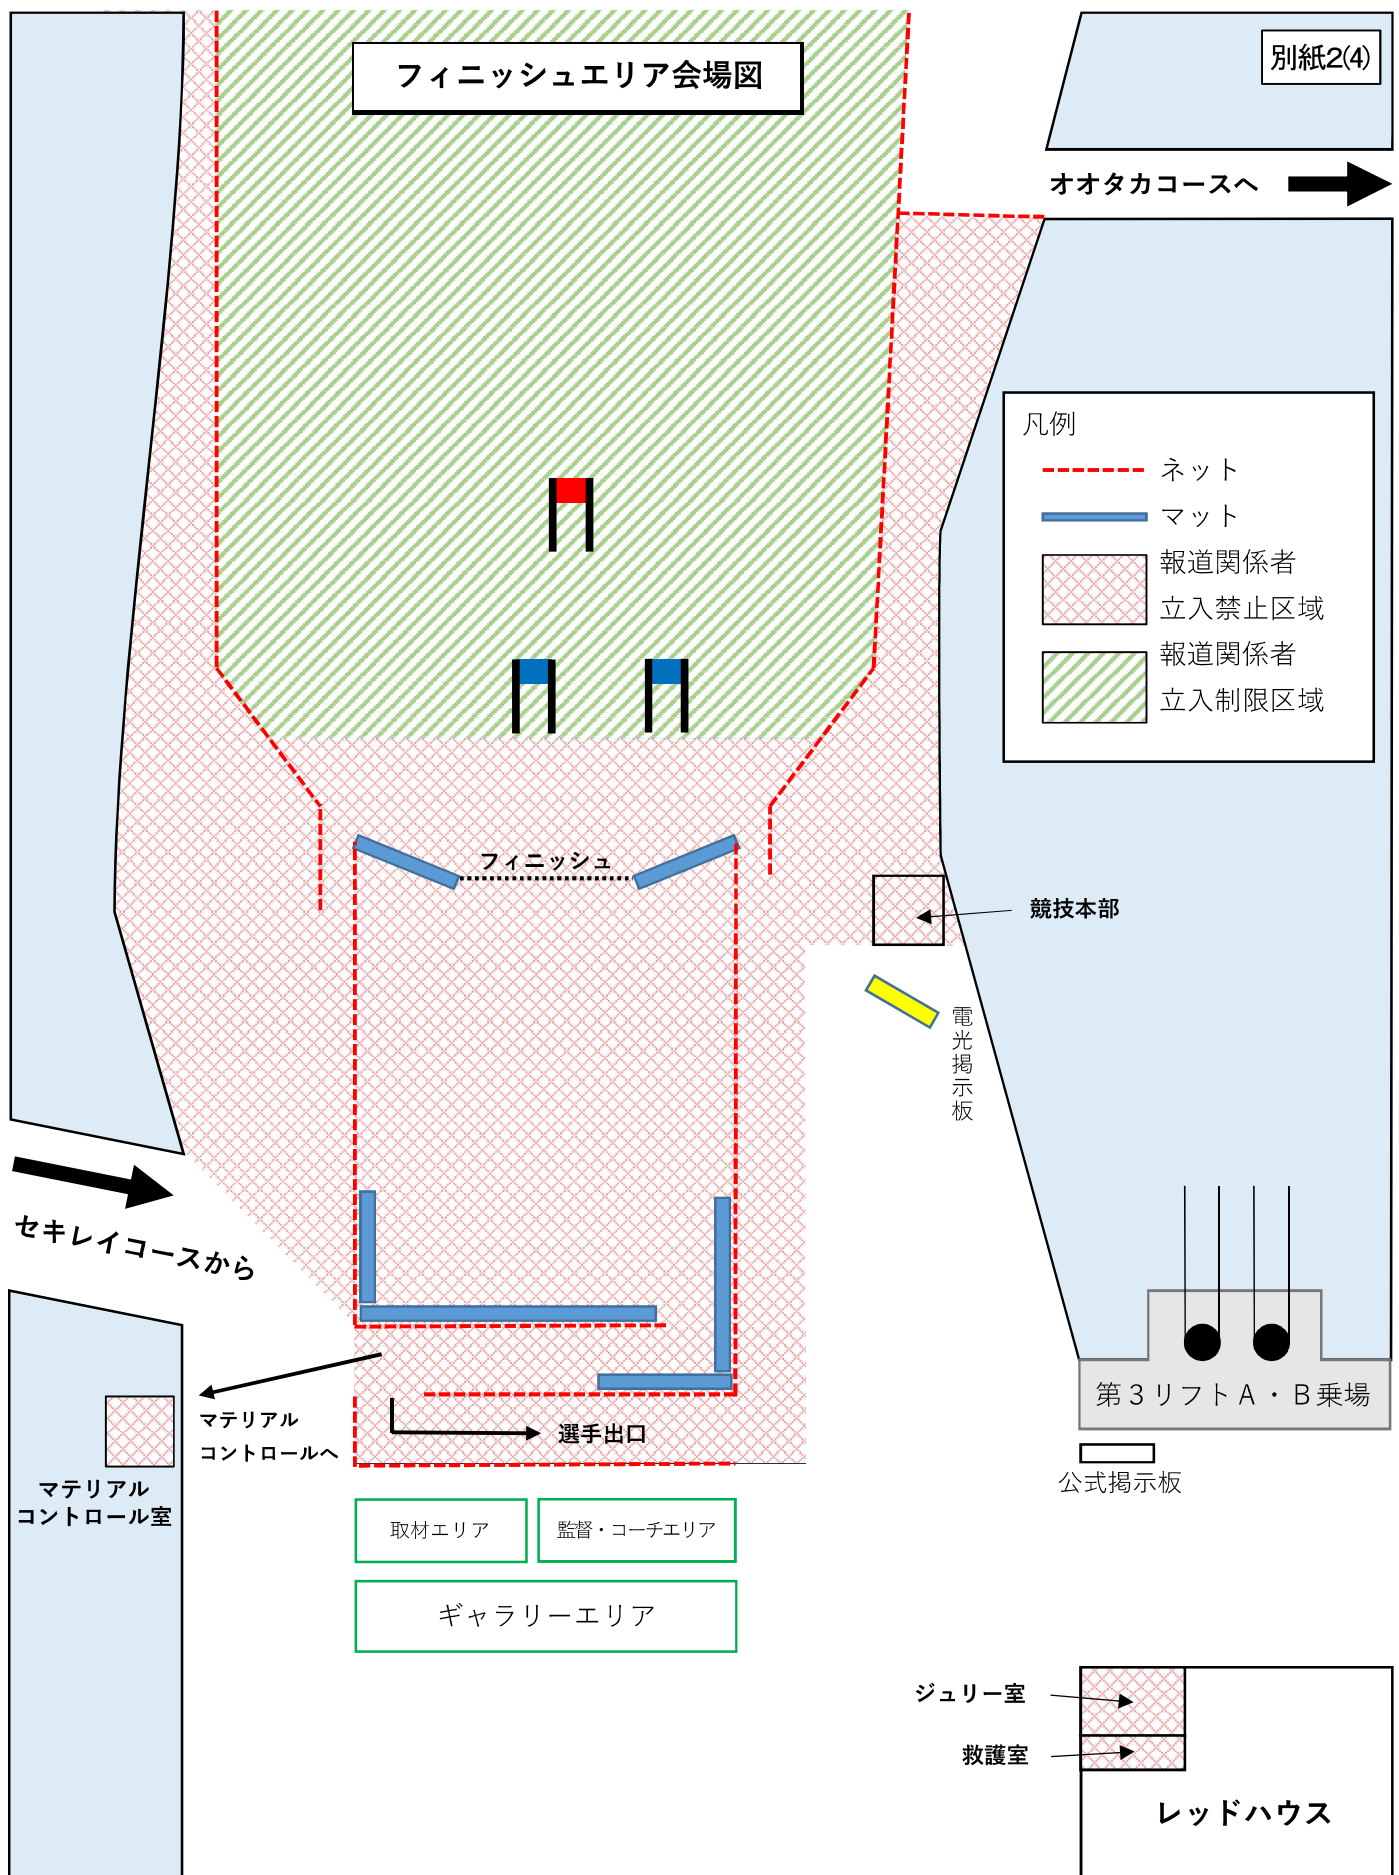 フィニッシュエリア会場図
別紙2(4)
オオタカコースへ
凡例
ネット
マット
報道関係者
立入禁止区域
報道関係者
立入制限区域
フィニッシュ
競技本部
電光掲示板
セキレイコースから
マテリアル
コントロールへ
選手出口
第３リフトＡ・Ｂ乗場
公式掲示板
マテリアル
コントロール室
取材エリア
監督・コーチエリア
ギャラリーエリア
ジュリー室
救護室
レッドハウス